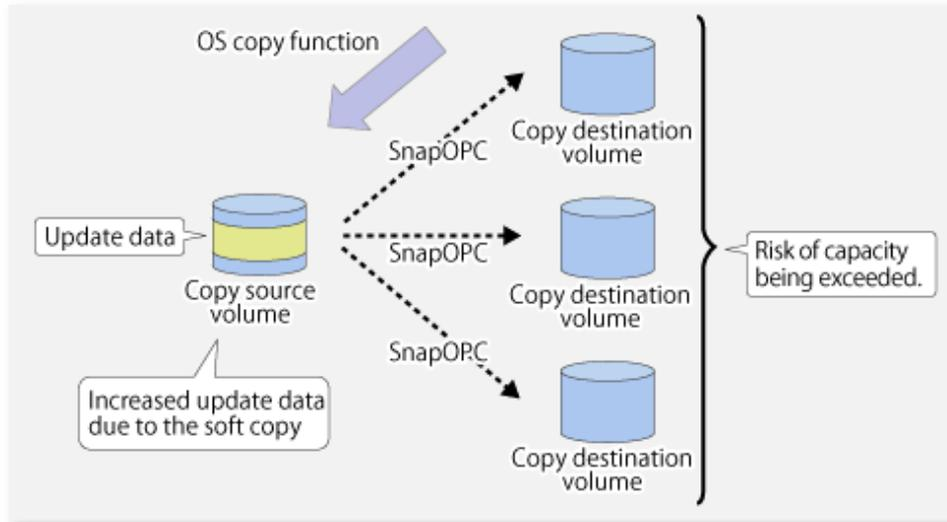 OS copy function
SnapOPC
Copy destination
volume
Update data
Copy source
volume
SnapOPC
Copy destination
volume
Risk of capacity
being exceeded.
SnapOPC
Increased update data
due to the soft copy
Copy destination
volume